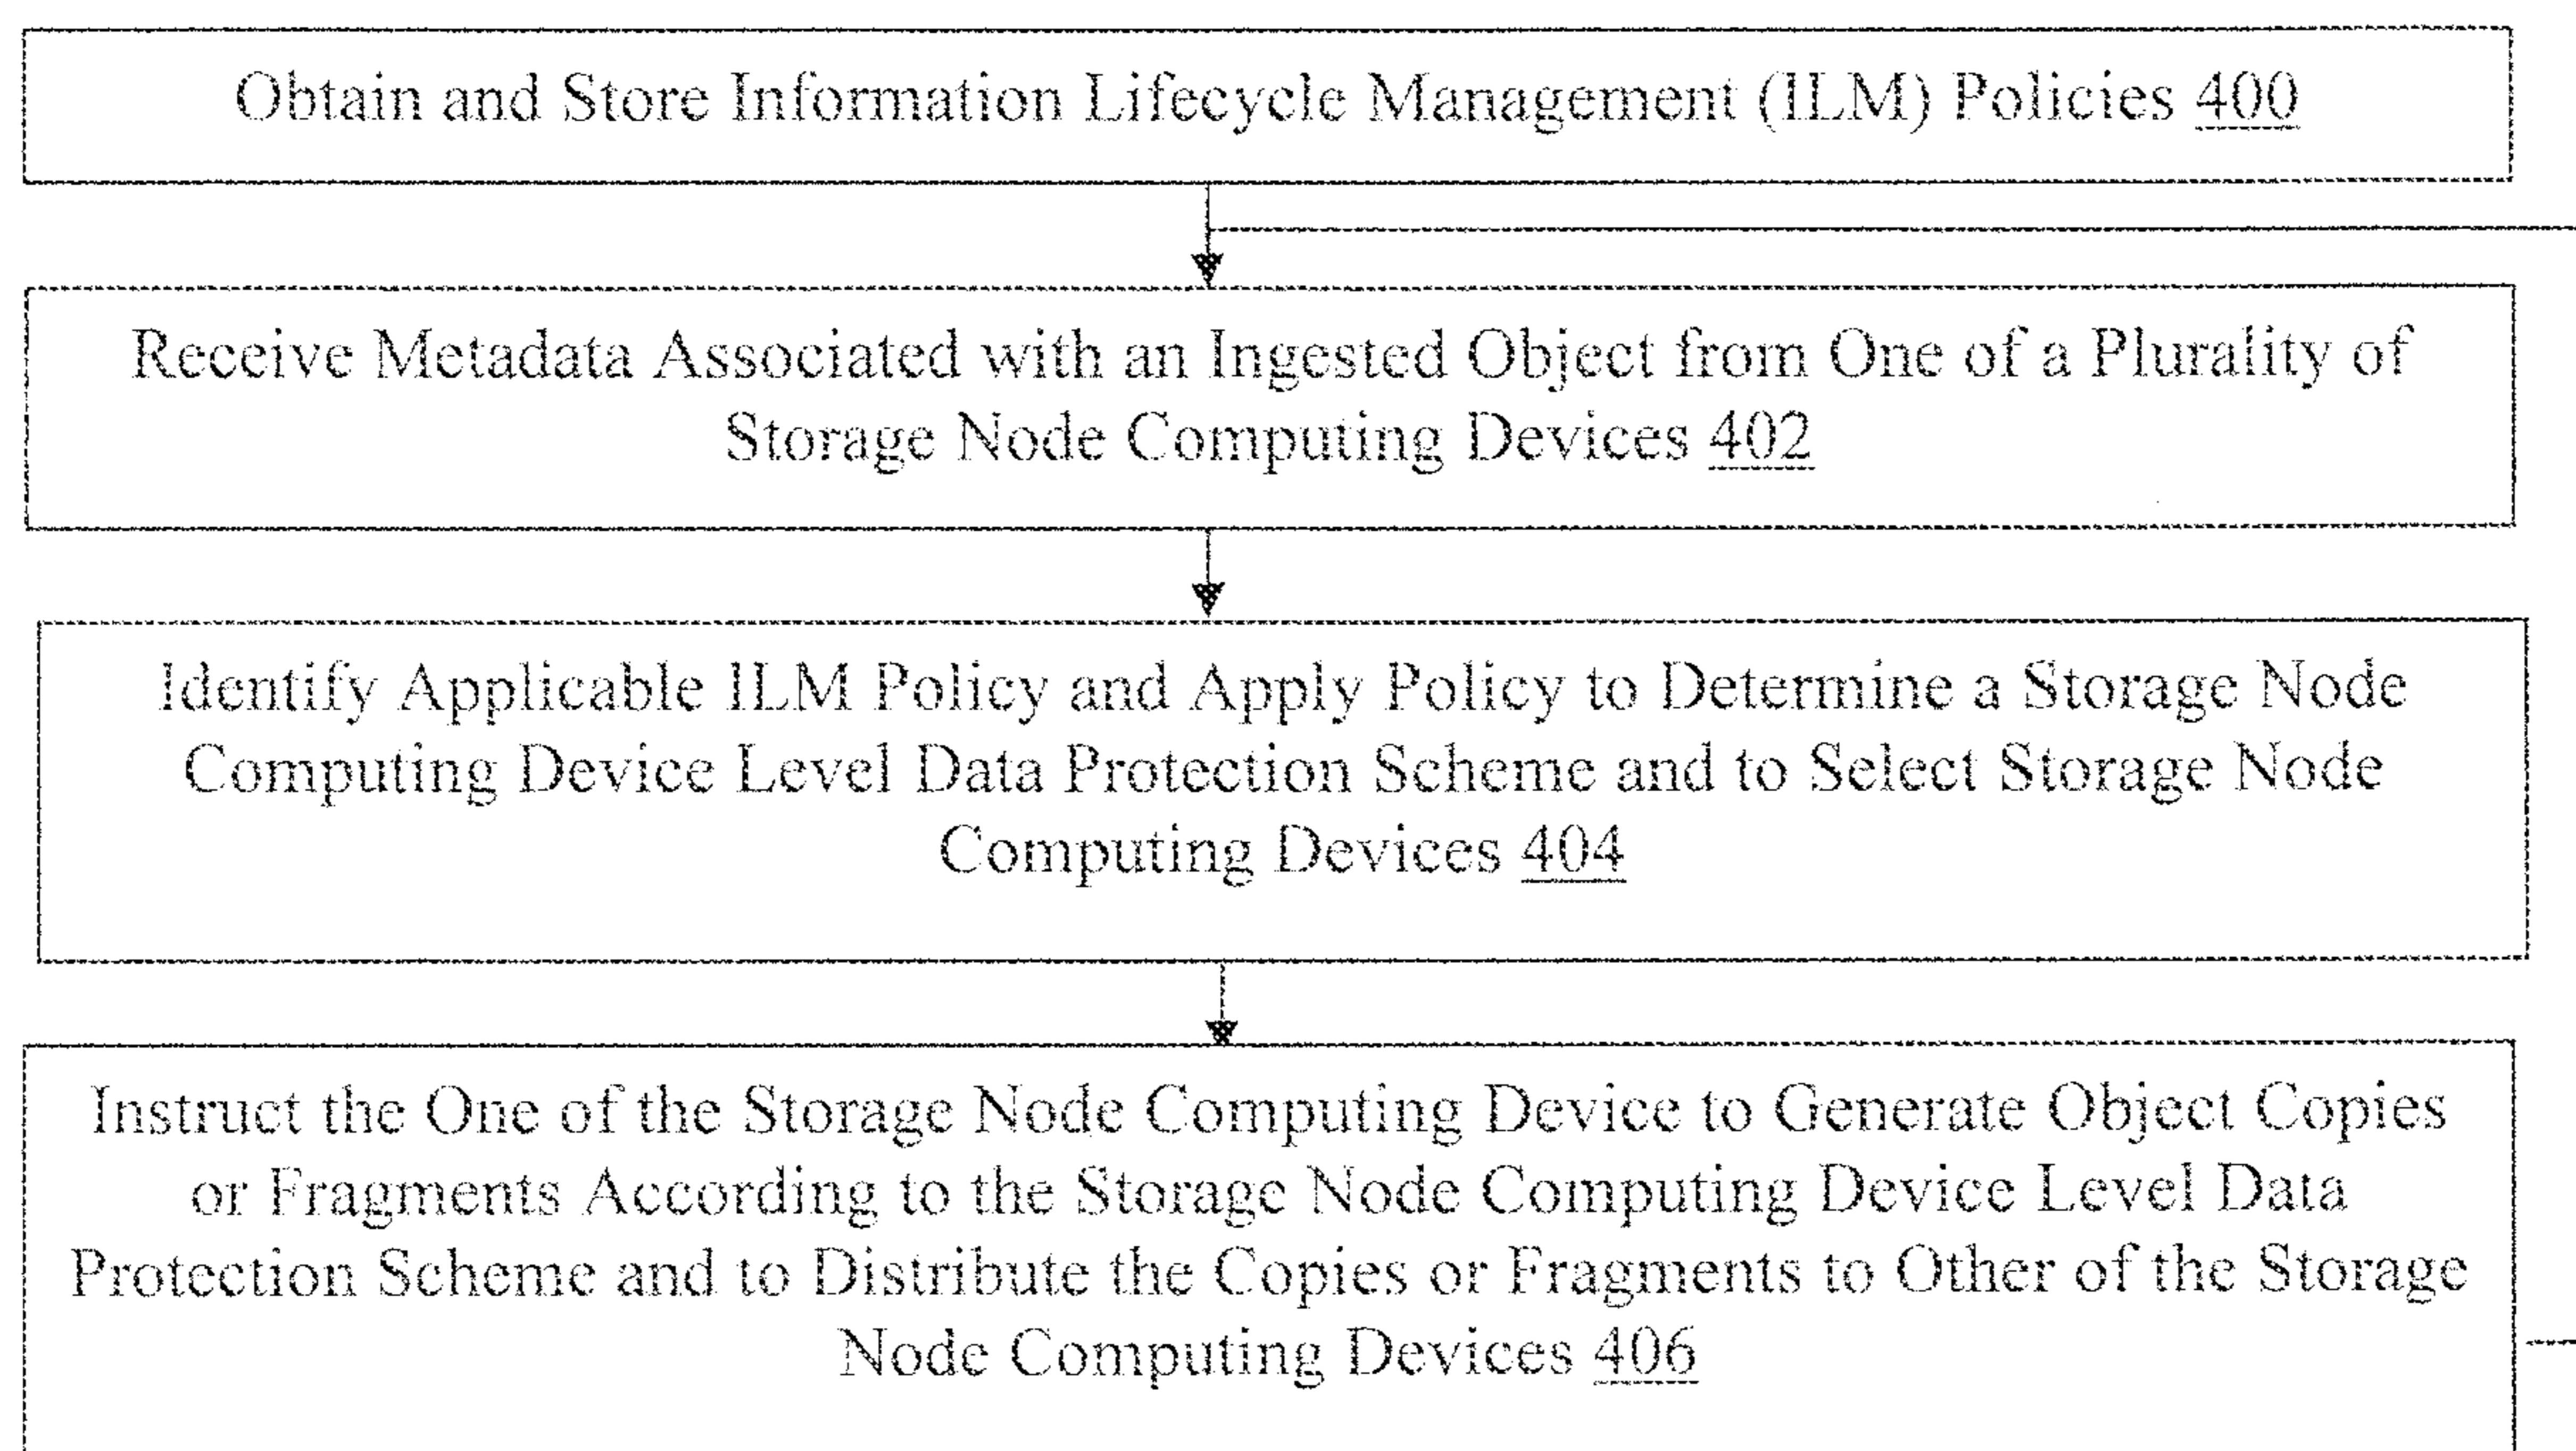 Obtain and Store Information Lifecycle Management (ILM) Policies 400
Receive Metadata Associated with an Ingested Object from One of a Plurality of
Storage Node Computing Devices 402
Identify Applicable ILM Policy and Apply Policy to Determine a Storage Node
Computing Device Level Data Protection Scheme and to Select Storage Node
Computing Devices 404
Instruct the One of the Storage Node Computing Device to Generate Object Copies
or Fragments According to the Storage Node Computing Device Level Data
Protection Scheme and to Distribute the Copies or Fragments to Other of the Storage
Node Computing Devices 406